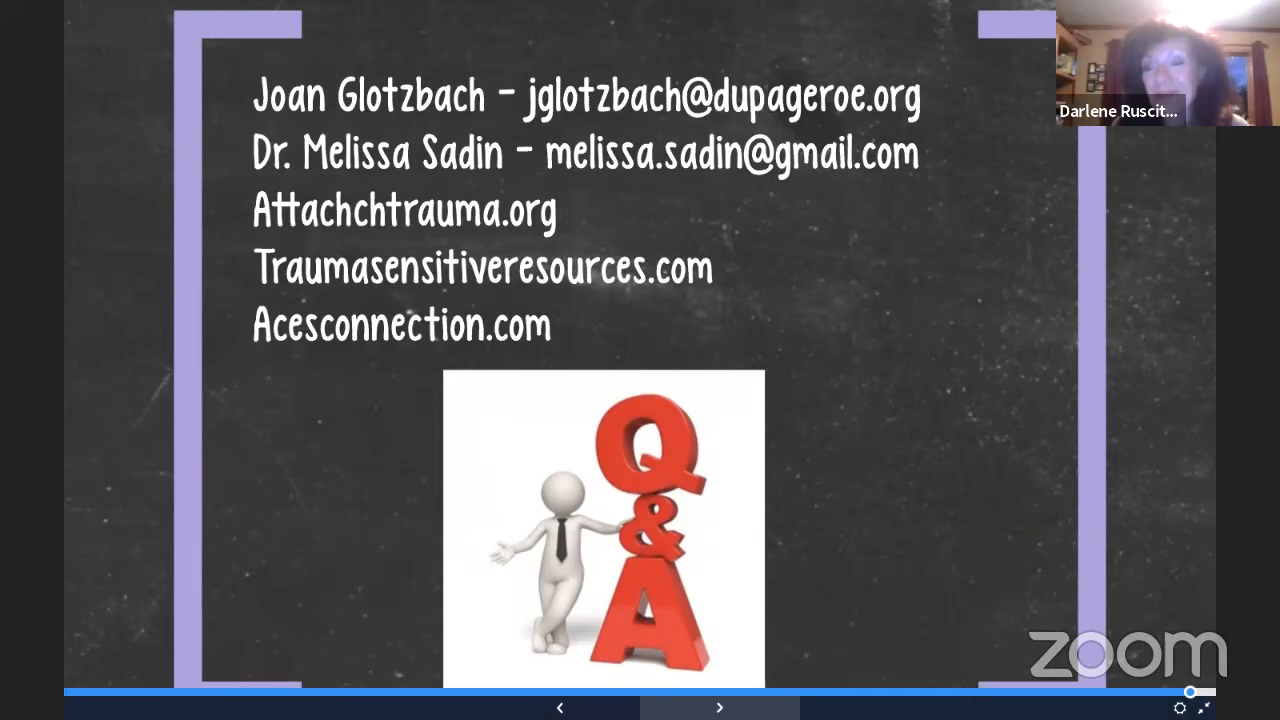 Joan Glotzbach - jglotzbach@dupageroe.org
Dr. Melissa Sadin - melissa.sadin@gmail.com
Attachchtrauma.org
Traumasensitiveresources.com
Acesconnection.com
Q
&
A
Darlene Ruscit...
zoom